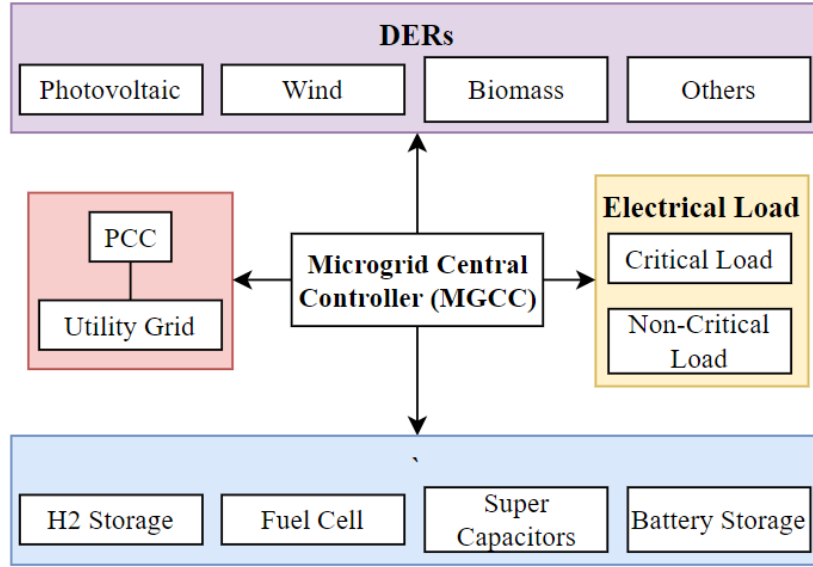 DERs
Photovoltaic
Wind
Biomass
Others
PCC
Utility Grid
Microgrid Central
Controller (MGCC)
Electrical Load
Critical Load
Non-Critical
Load
`
H2 Storage
Fuel Cell
Super
Capacitors
Battery Storage